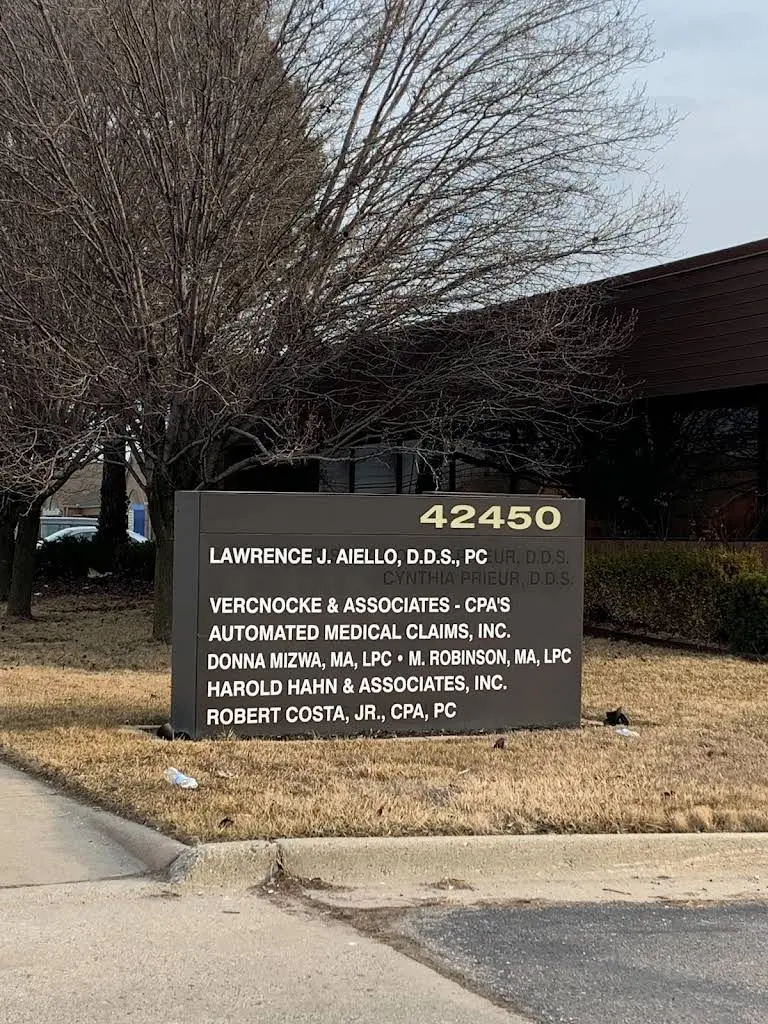 42450
LAWRENCE J. AIELLO, D.D.S., PC
PRIEUR, D.D.S.
CYNTHIA PRIEUR, D.D.S.
VERCNOCKE & ASSOCIATES - CPA'S
AUTOMATED MEDICAL CLAIMS, INC.
DONNA MIZWA, MA, LPC • M. ROBINSON, MA, LPC
HAROLD HAHN & ASSOCIATES, INC.
ROBERT COSTA, JR., CPA, PC